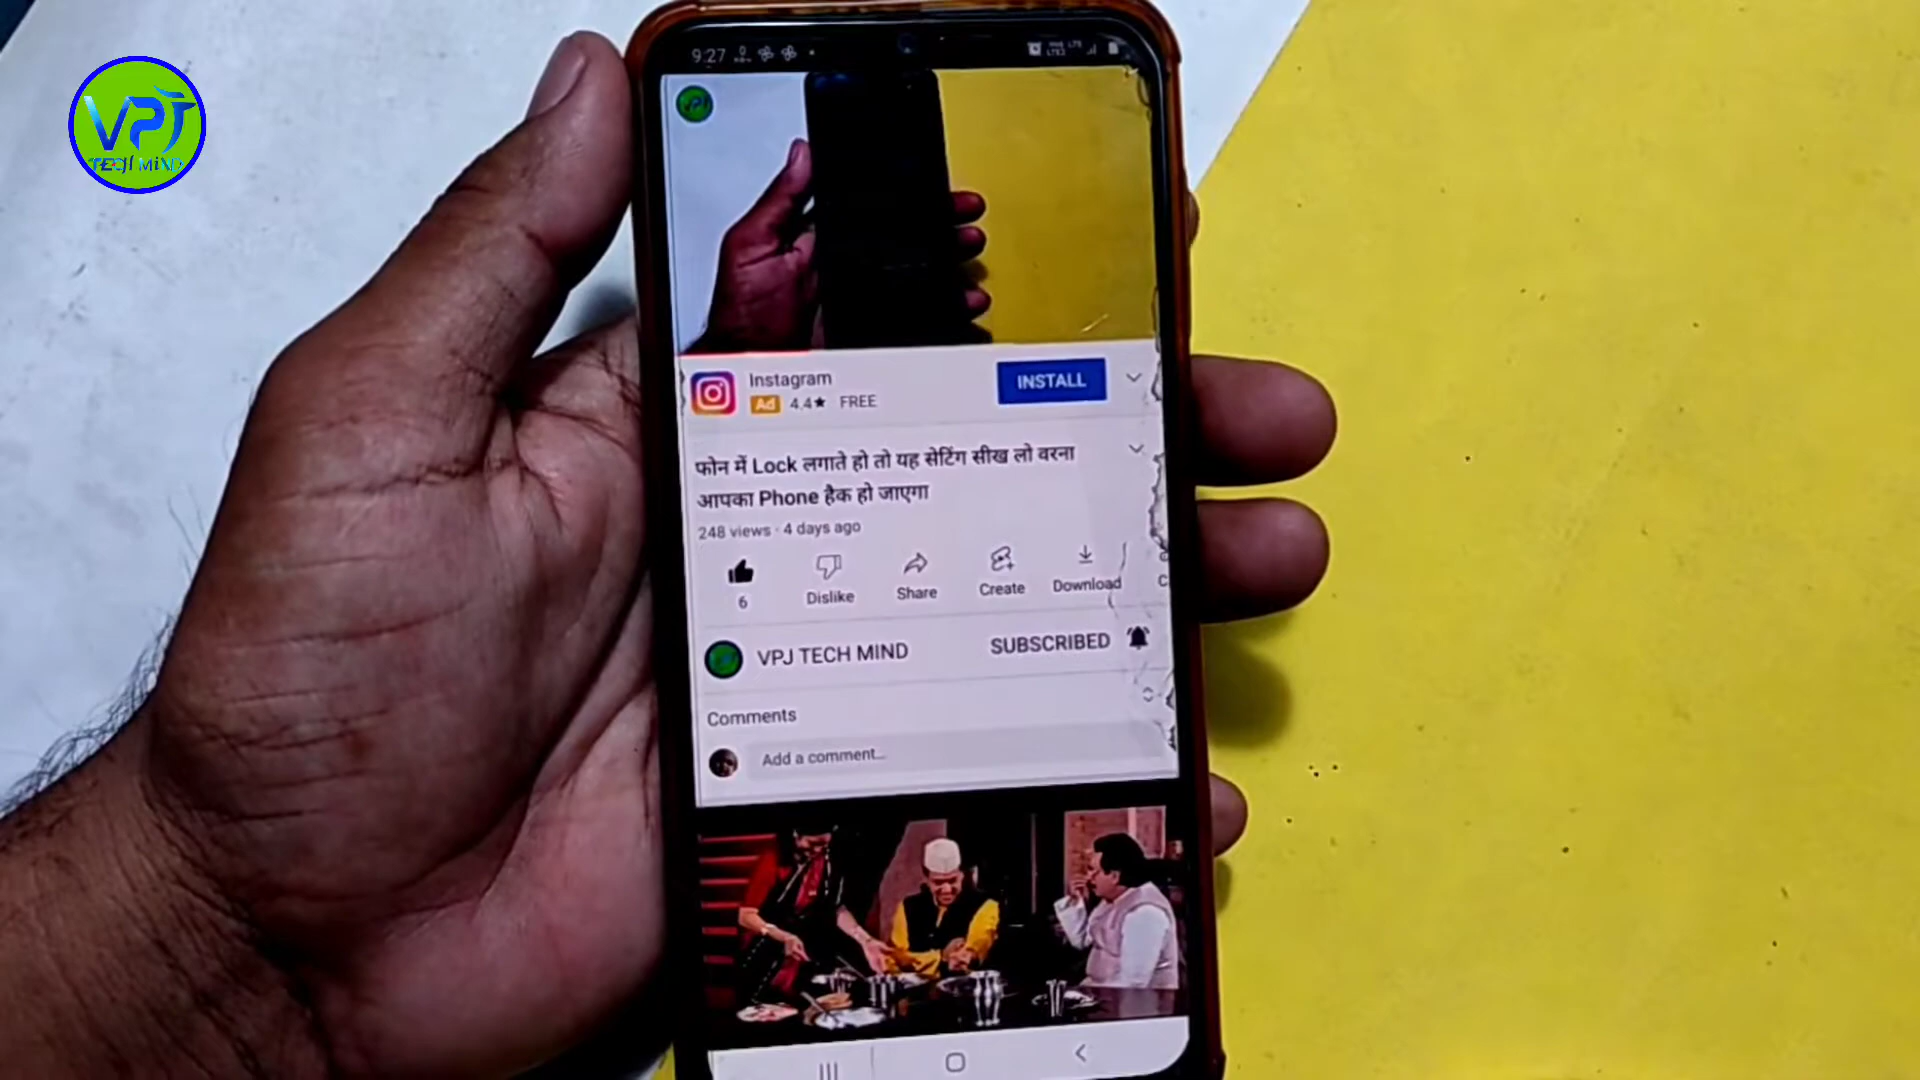 VPJ
TECH MIND
9:27
VPJ
Instagram
INSTALL
Ad 4.4★ FREE
फोन में Lock लगाते हो तो यह सेटिंग सीख लो वरना
आपका Phone हैक हो जाएगा
248 views · 4 days ago
6 Dislike Share Create Download C
VPJ TECH MIND SUBSCRIBED
Comments
Add a comment...